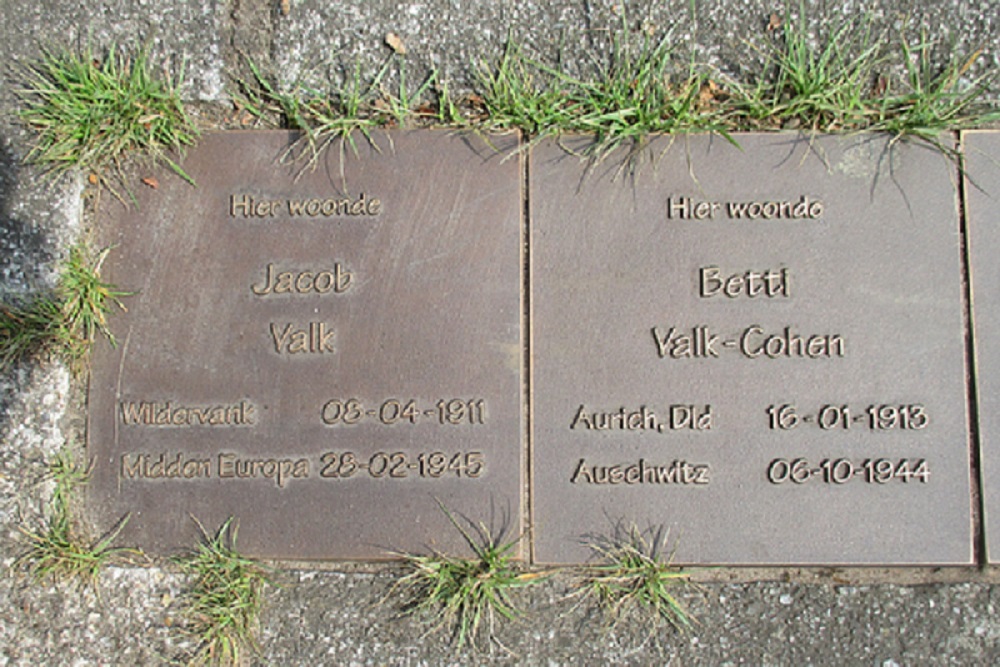 Hier woonde
Jacob
Valk
Wildervank 08-04-1911
Midden Europa 28-02-1945
Hier woonde
Betti
Valk-Cohen
Aurich, Dld 16-01-1913
Auschwitz 06-10-1944